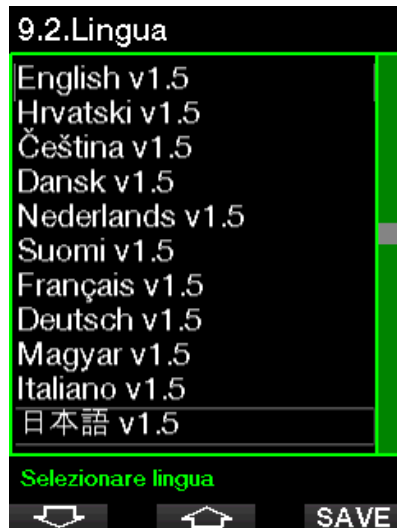 9.2.Lingua
English v1.5
Hrvatski v1.5
Čeština v1.5
Dansk v1.5
Nederlands v1.5
Suomi v1.5
Français v1.5
Deutsch v1.5
Magyar v1.5
Italiano v1.5
日本語 v1.5
Selezionare lingua
SAVE